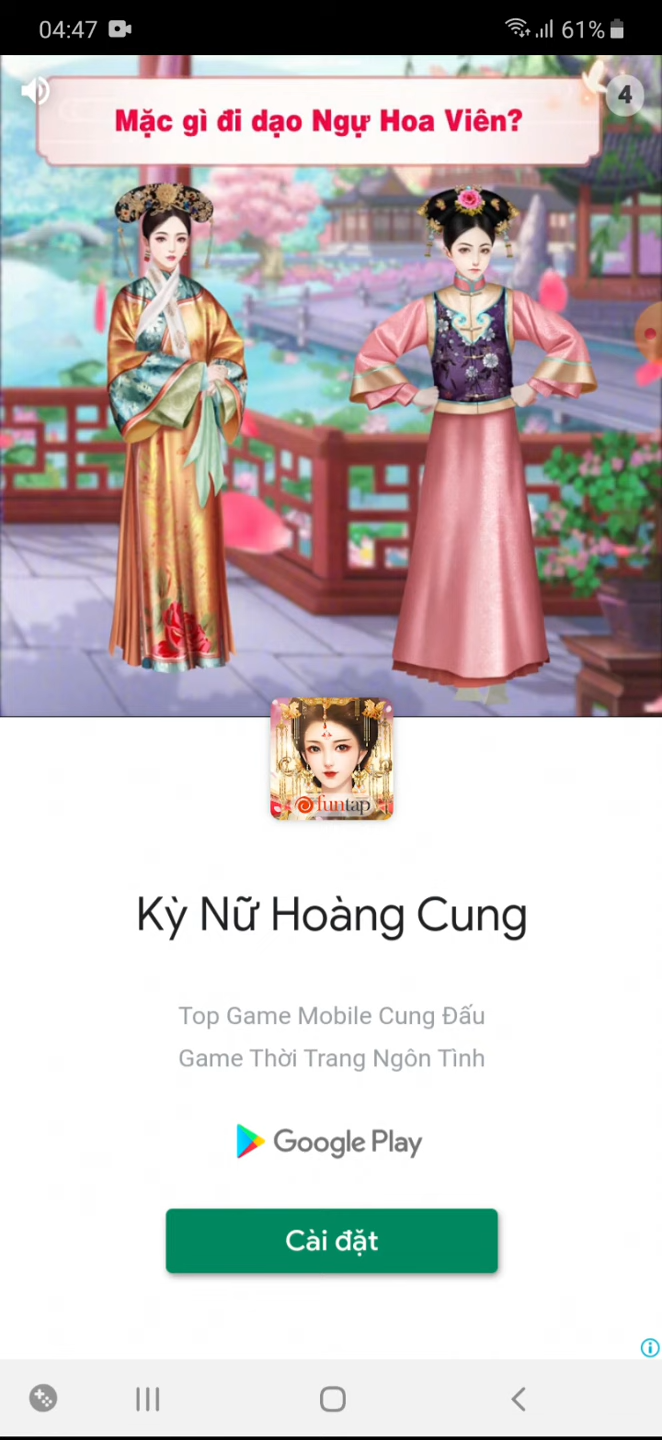 04:47
61%
4
Mặc gì đi dạo Ngự Hoa Viên?
funtap
Kỳ Nữ Hoàng Cung
Top Game Mobile Cung Đấu
Game Thời Trang Ngôn Tình
Google Play
Cài đặt